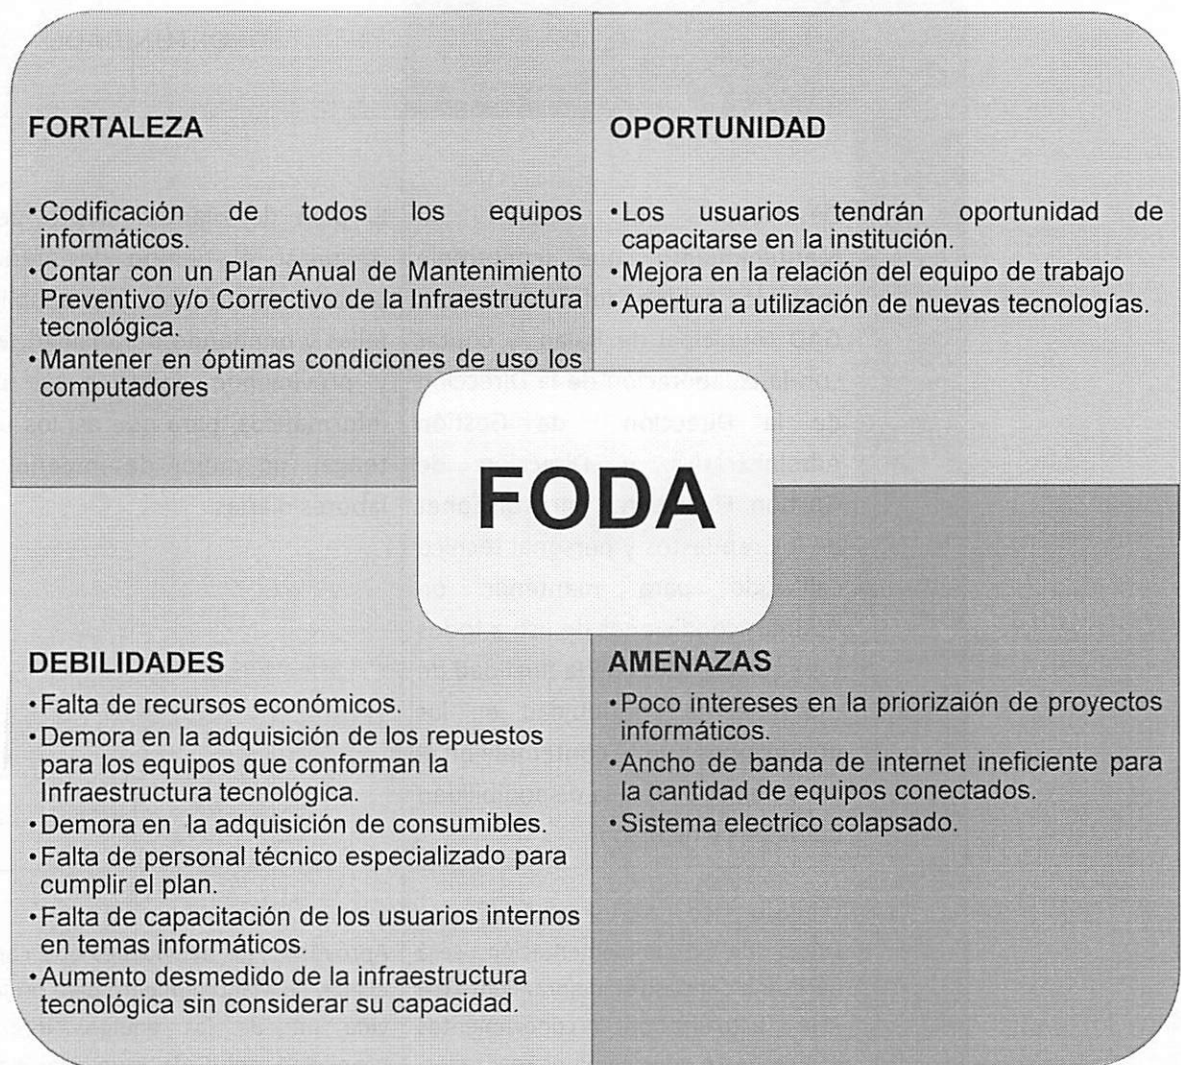 FORTALEZA
•Codificación de todos los equipos
informáticos.
•Contar con un Plan Anual de Mantenimiento
Preventivo y/o Correctivo de la Infraestructura
tecnológica.
•Mantener en óptimas condiciones de uso los
computadores
OPORTUNIDAD
•Los usuarios tendrán oportunidad de
capacitarse en la institución.
•Mejora en la relación del equipo de trabajo
•Apertura a utilización de nuevas tecnologías.
FODA
DEBILIDADES
•Falta de recursos económicos.
•Demora en la adquisición de los repuestos
para los equipos que conforman la
Infraestructura tecnológica.
•Demora en la adquisición de consumibles.
•Falta de personal técnico especializado para
cumplir el plan.
•Falta de capacitación de los usuarios internos
en temas informáticos.
•Aumento desmedido de la infraestructura
tecnológica sin considerar su capacidad.
AMENAZAS
•Poco intereses en la priorizaión de proyectos
informáticos.
•Ancho de banda de internet ineficiente para
la cantidad de equipos conectados.
•Sistema electrico colapsado.